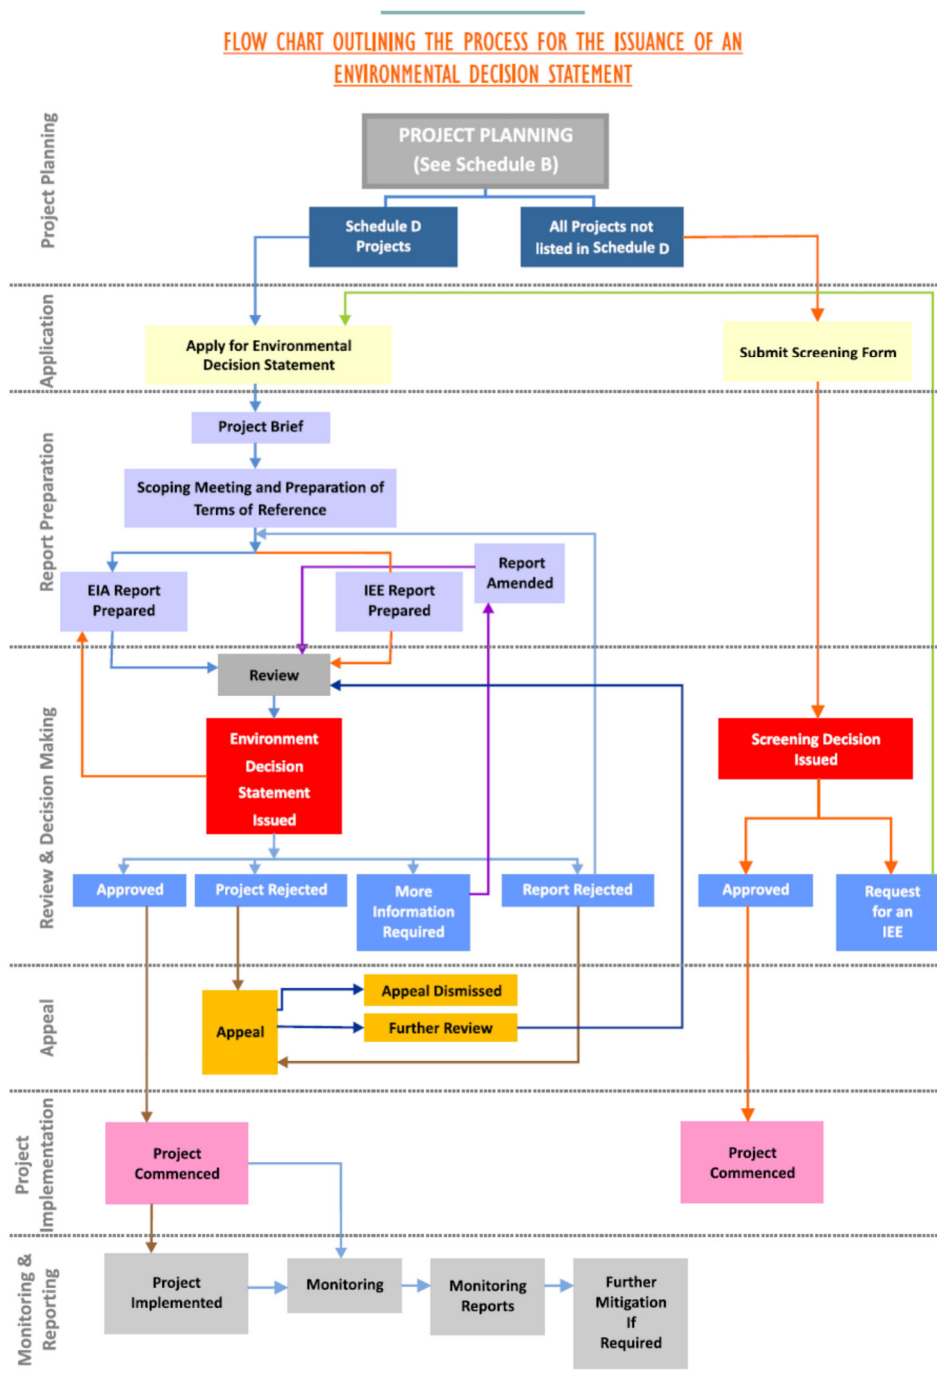 FLOW CHART OUTLINING THE PROCESS FOR THE ISSUANCE OF AN
ENVIRONMENTAL DECISION STATEMENT
Project Planning
PROJECT PLANNING
(See Schedule B)
Schedule D
Projects
All Projects not
listed in Schedule D
Application
Apply for Environmental
Decision Statement
Submit Screening Form
Report Preparation
Project Brief
Scoping Meeting and Preparation of
Terms of Reference
EIA Report
Prepared
IEE Report
Prepared
Report
Amended
Review & Decision Making
Review
Environment
Decision
Statement
Issued
Screening Decision
Issued
Approved
Project Rejected
More
Information
Required
Report Rejected
Approved
Request
for an
IEE
Appeal
Appeal
Appeal Dismissed
Further Review
Project
Implementation
Project
Commenced
Project
Commenced
Monitoring &
Reporting
Project
Implemented
Monitoring
Monitoring
Reports
Further
Mitigation
If
Required